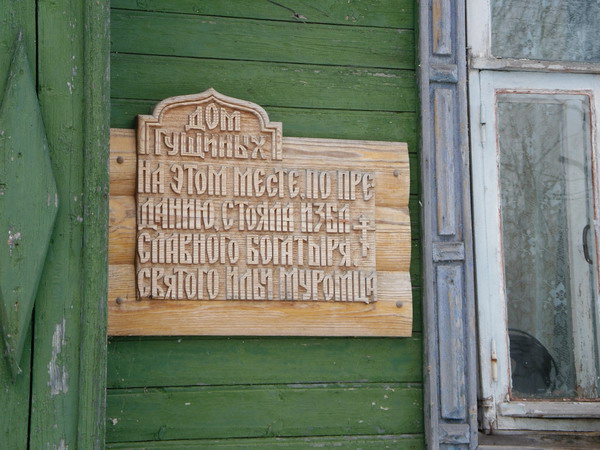 ДОМ
ГУЩИНЫХ
НА ЭТОМ МЕСТЕ, ПО ПРЕ-
ДАНИЮ, СТОЯЛА ИЗБА
СЛАВНОГО БОГАТЫРЯ
СВЯТОГО ИЛЬИ МУРОМЦА